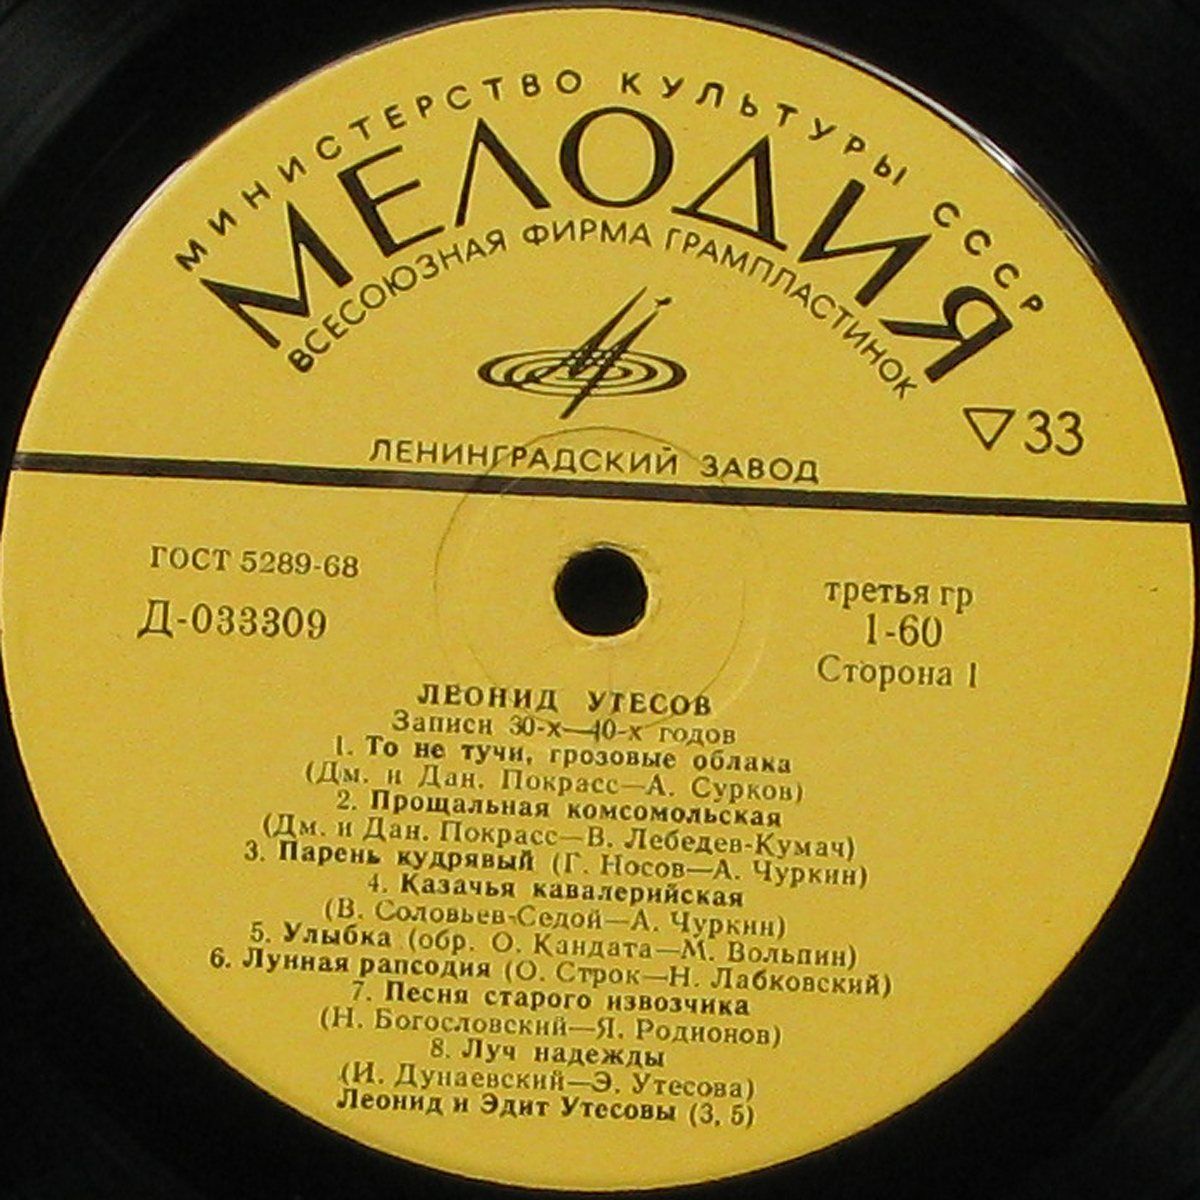 МИНИСТЕРСТВО КУЛЬТУРЫ СССР
МЕЛОДИЯ
ВСЕСОЮЗНАЯ ФИРМА ГРАМПЛАСТИНОК
▽33
ЛЕНИНГРАДСКИЙ ЗАВОД
ГОСТ 5289-68
Д-033309
третья гр
1-60
Сторона 1
ЛЕОНИД УТЕСОВ
Записи 30-х—40-х годов
1. То не тучи, грозовые облака
(Дм. и Дан. Покрасс—А. Сурков)
2. Прощальная комсомольская
(Дм. и Дан. Покрасс—В. Лебедев-Кумач)
3. Парень кудрявый (Г. Носов—А. Чуркин)
4. Казачья кавалерийская
(В. Соловьев-Седой—А. Чуркин)
5. Улыбка (обр. О. Кандата—М. Вольпин)
6. Лунная рапсодия (О. Строк—Н. Лабковский)
7. Песня старого извозчика
(Н. Богословский—Я. Родионов)
8. Луч надежды
(И. Дунаевский—Э. Утесова)
Леонид и Эдит Утесовы (3, 5)